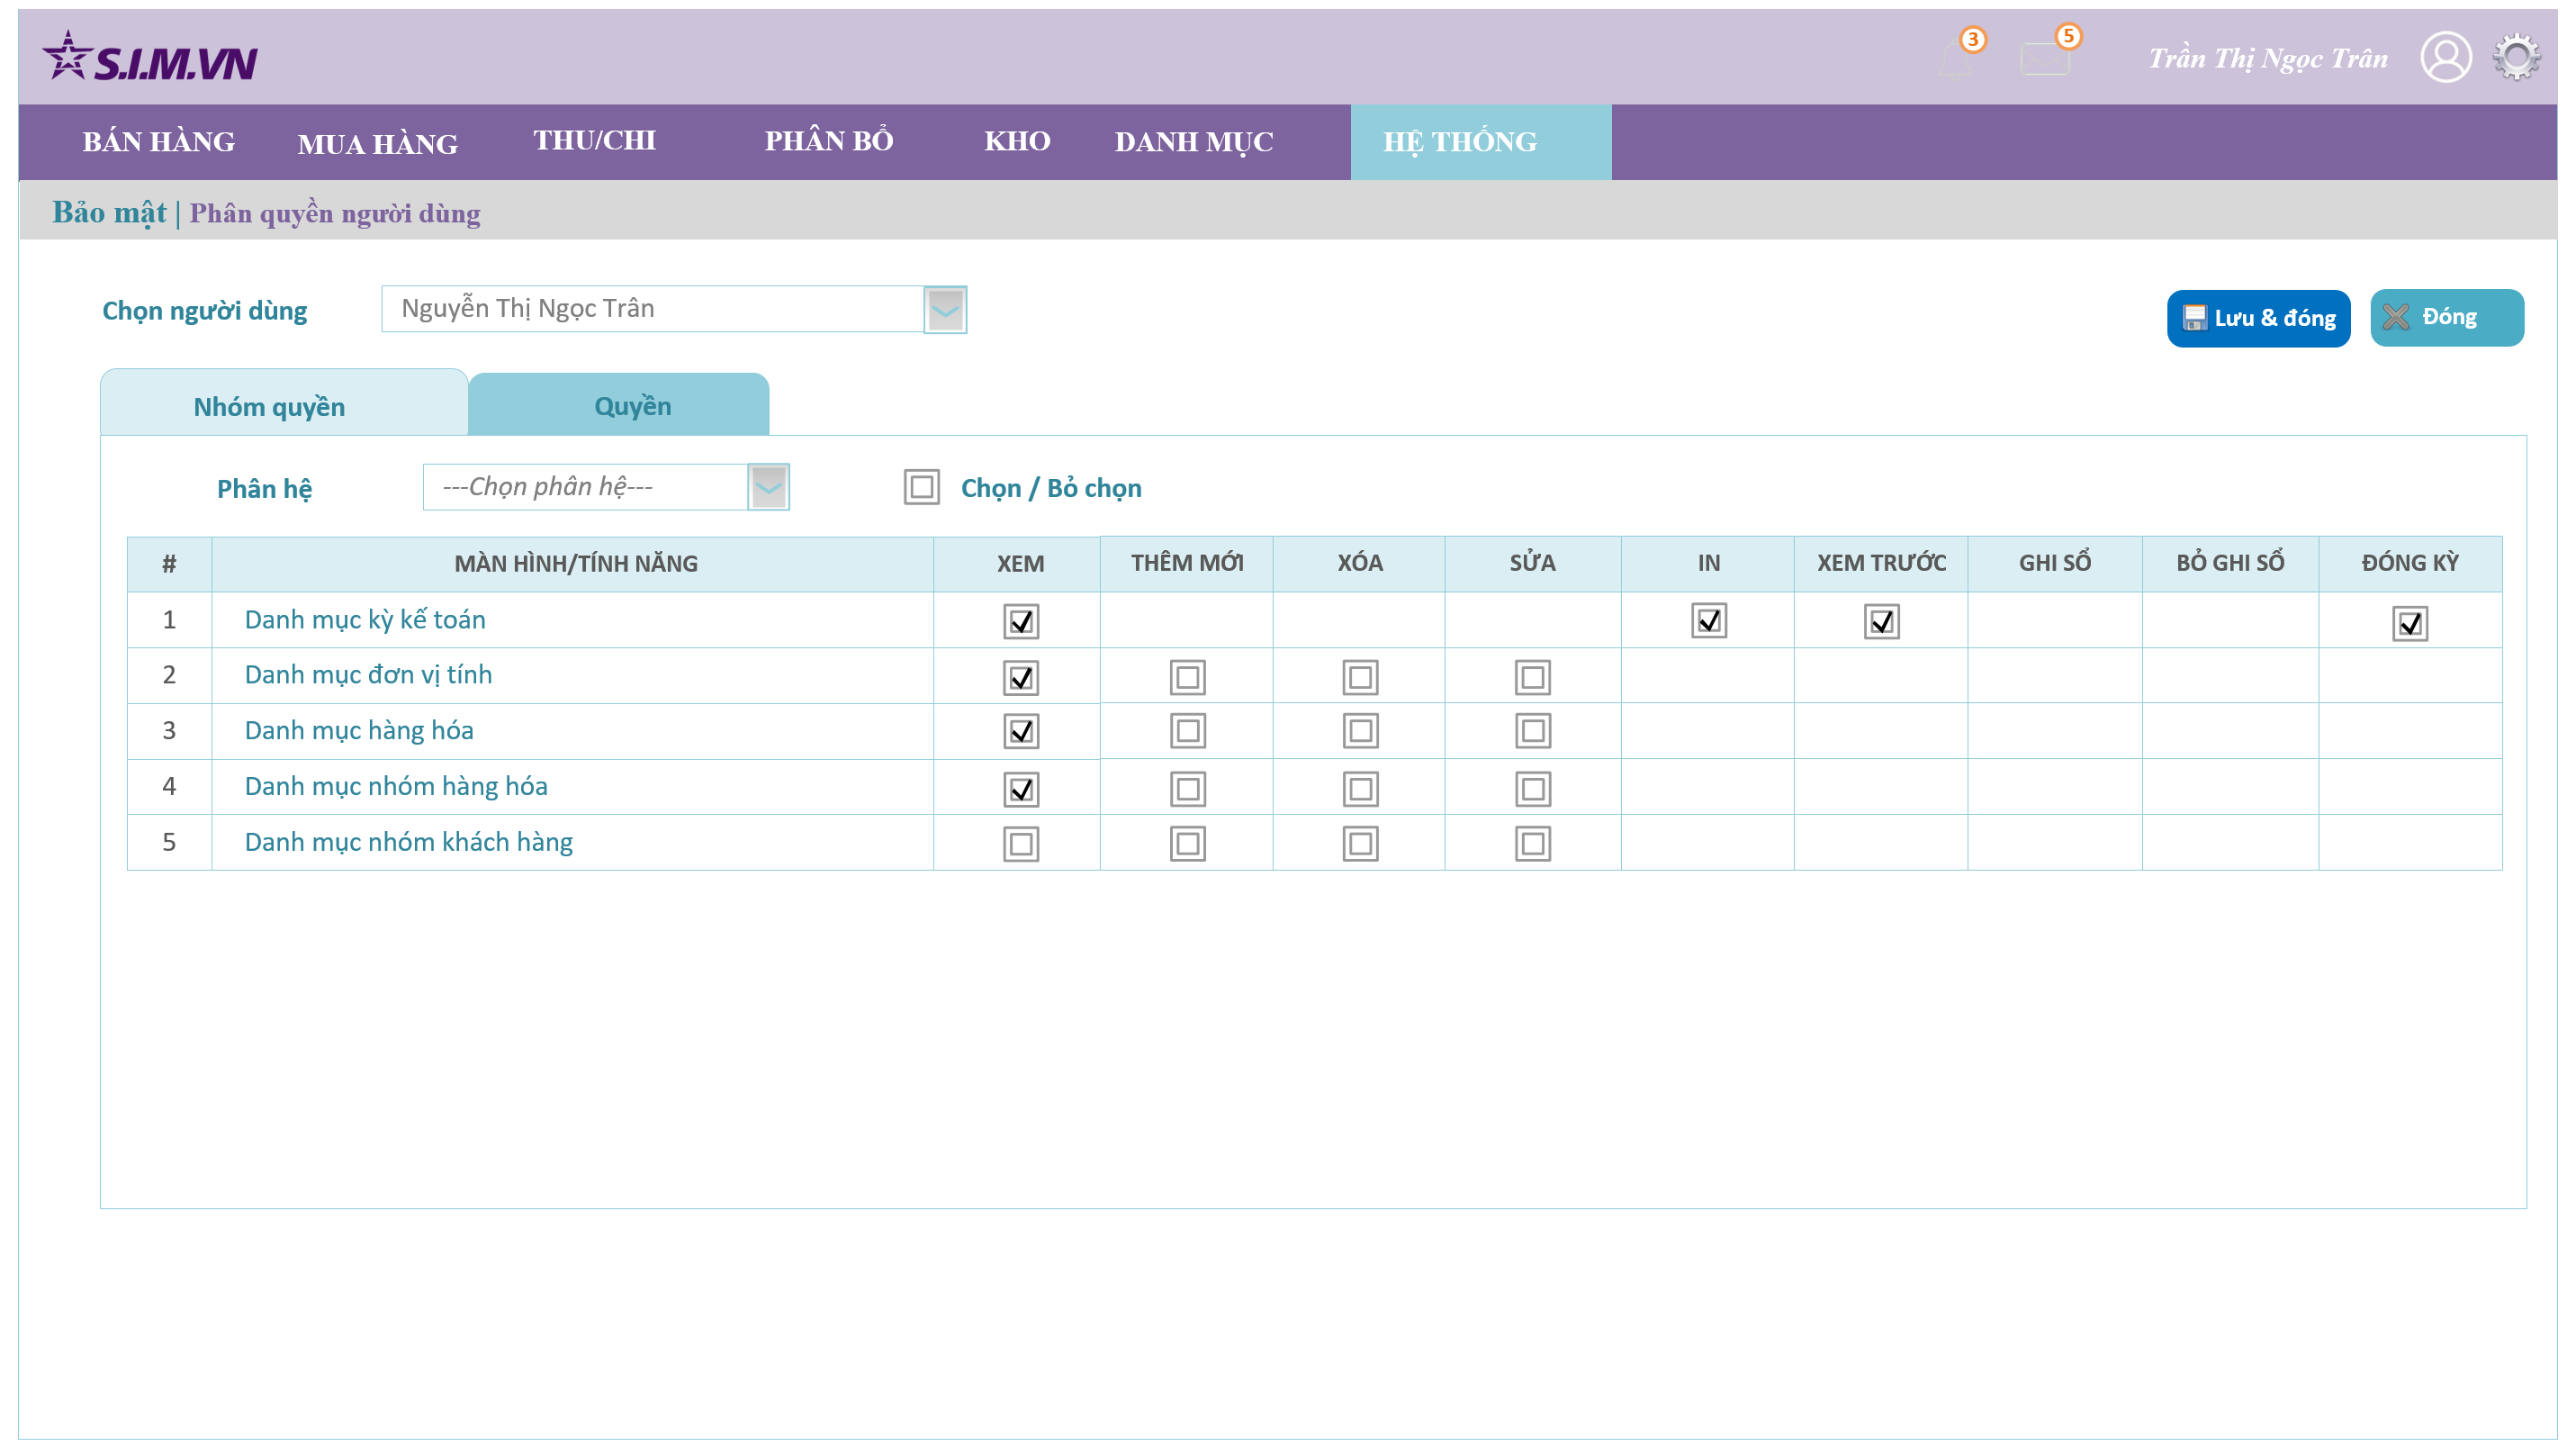 S.I.M.VN
3
5
Trần Thị Ngọc Trân
BÁN HÀNG MUA HÀNG THU/CHI PHÂN BỔ KHO DANH MỤC HỆ THỐNG
Bảo mật | Phân quyền người dùng
Chọn người dùng Nguyễn Thị Ngọc Trân Lưu & đóng Đóng
Nhóm quyền Quyền
Phân hệ ---Chọn phân hệ--- Chọn / Bỏ chọn
# MÀN HÌNH/TÍNH NĂNG XEM THÊM MỚI XÓA SỬA IN XEM TRƯỚC GHI SỔ BỎ GHI SỔ ĐÓNG KỲ
1 Danh mục kỳ kế toán
2 Danh mục đơn vị tính
3 Danh mục hàng hóa
4 Danh mục nhóm hàng hóa
5 Danh mục nhóm khách hàng